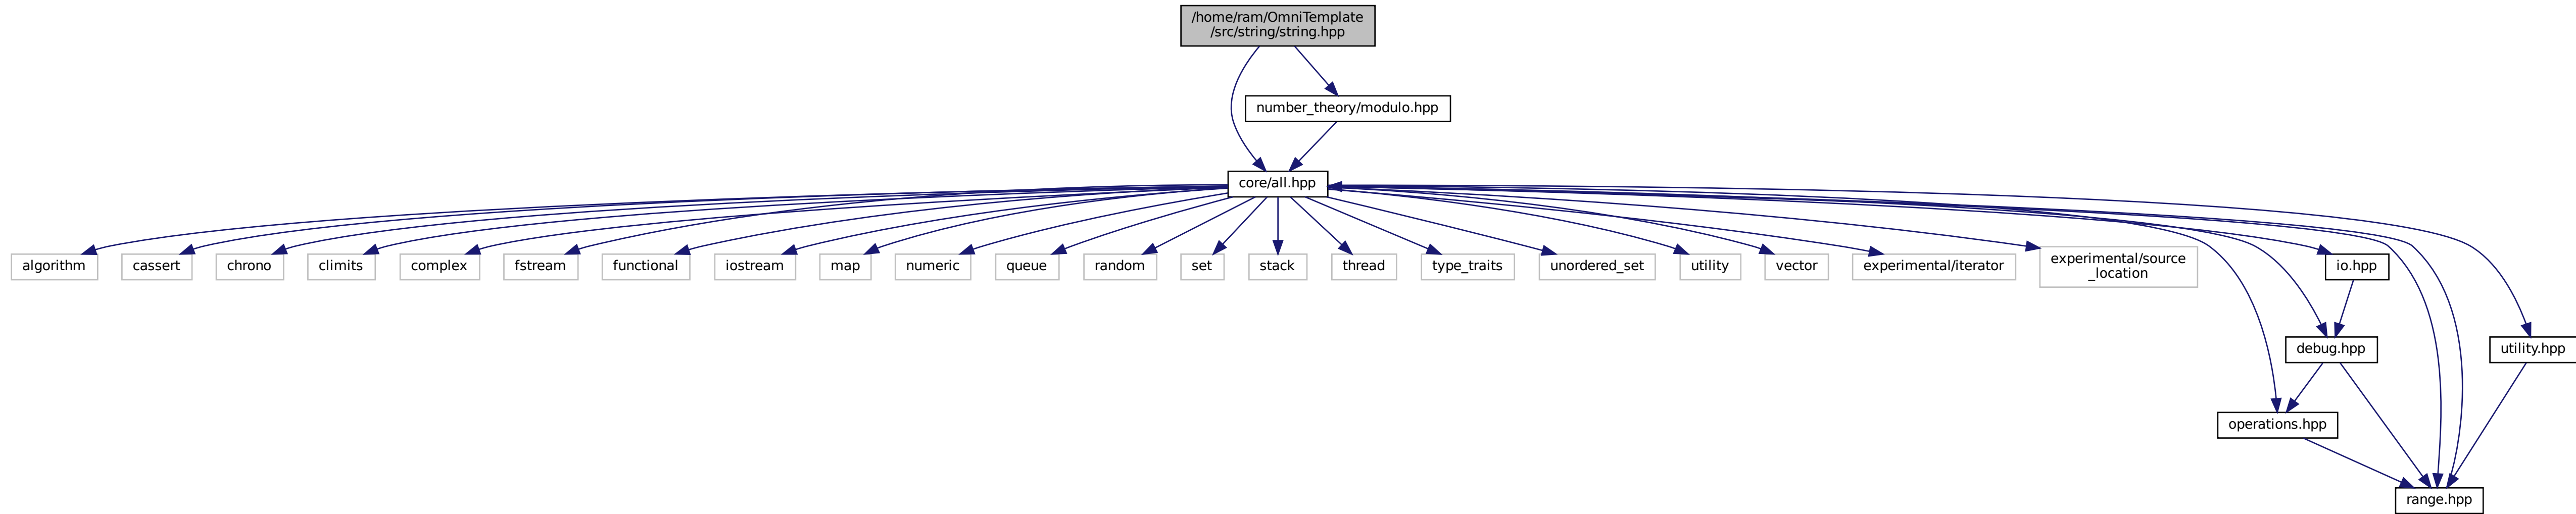 /home/ram/OmniTemplate
/src/string/string.hpp
number_theory/modulo.hpp
core/all.hpp
algorithm
cassert
chrono
climits
complex
fstream
functional
iostream
map
numeric
queue
random
set
stack
thread
type_traits
unordered_set
utility
vector
experimental/iterator
experimental/source
_location
io.hpp
debug.hpp
utility.hpp
operations.hpp
range.hpp